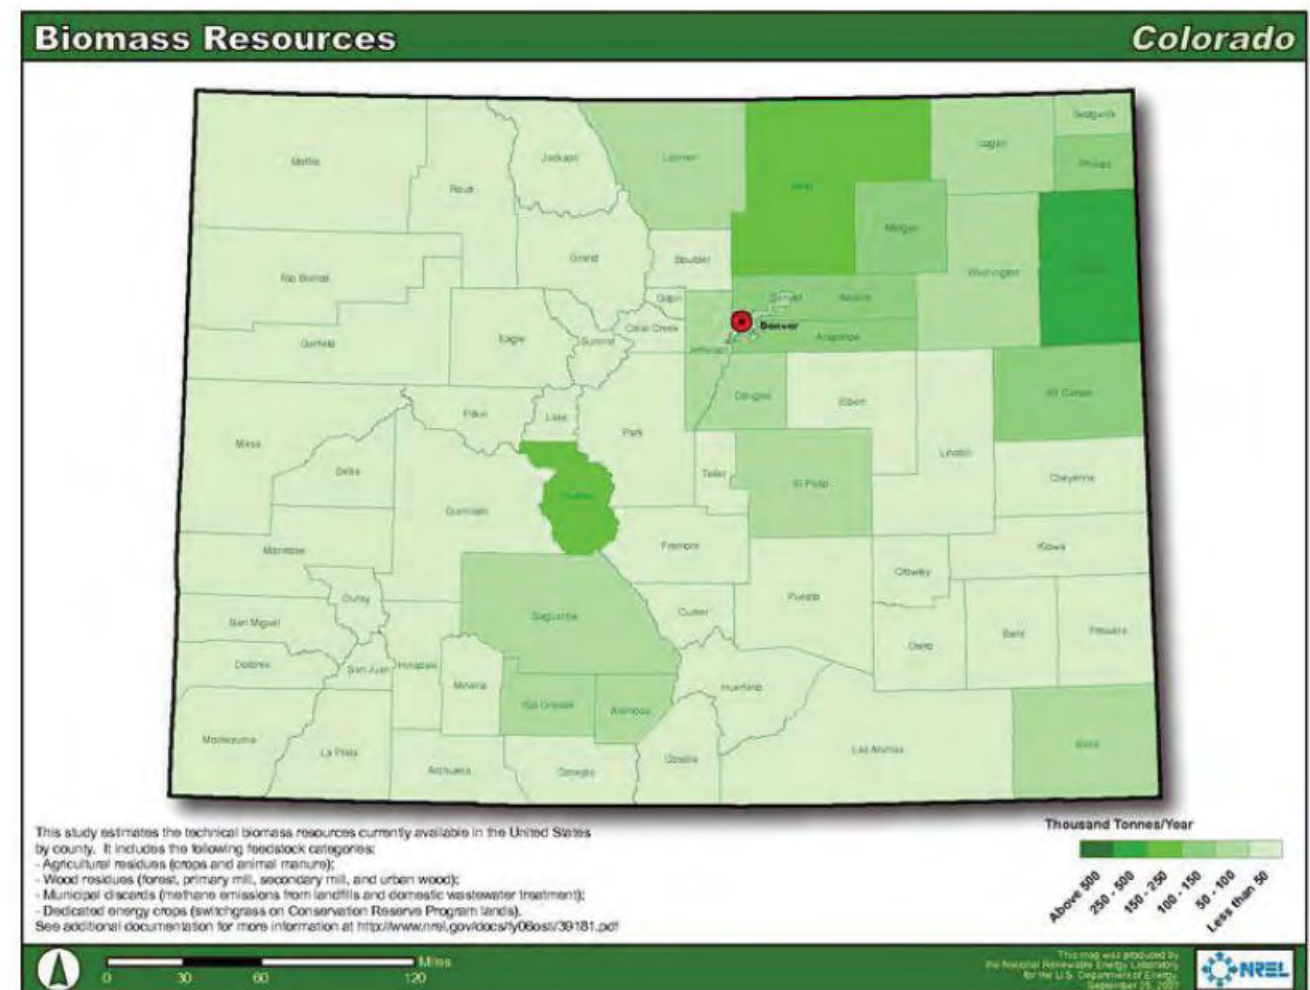 Biomass Resources
Colorado
Sedgwick
Logan
Phillips
Moffat
Jackson
Larimer
Routt
Weld
Morgan
Washington
Grand
Boulder
Rio Blanco
Gilpin
Denver
Adams
Denver
Clear Creek
Arapahoe
Garfield
Eagle
Summit
Jefferson
Douglas
Elbert
Kit Carson
Pitkin
Lake
Park
Mesa
Delta
Lincoln
Teller
Cheyenne
El Paso
Gunnison
Chaffee
Fremont
Kiowa
Montrose
Crowley
Ouray
Pueblo
Custer
Saguache
San Miguel
Otero
Bent
Prowers
Dolores
San Juan
Hinsdale
Mineral
Huerfano
Rio Grande
Alamosa
Montezuma
La Plata
Las Animas
Baca
Costilla
Archuleta
Conejos
This study estimates the technical biomass resources currently available in the United States
by county. It includes the following feedstock categories:
- Agricultural residues (crops and animal manure);
- Wood residues (forest, primary mill, secondary mill, and urban wood);
- Municipal discards (methane emissions from landfills and domestic wastewater treatment);
- Dedicated energy crops (switchgrass on Conservation Reserve Program lands).
See additional documentation for more information at http://www.nrel.gov/docs/fy06osti/39181.pdf
Thousand Tonnes/Year
Above 500
250 - 500
150 - 250
100 - 150
50 - 100
Less than 50
Miles
0 30 60 120
This map was produced by
the National Renewable Energy Laboratory
for the U.S. Department of Energy.
September 25, 2007
NREL